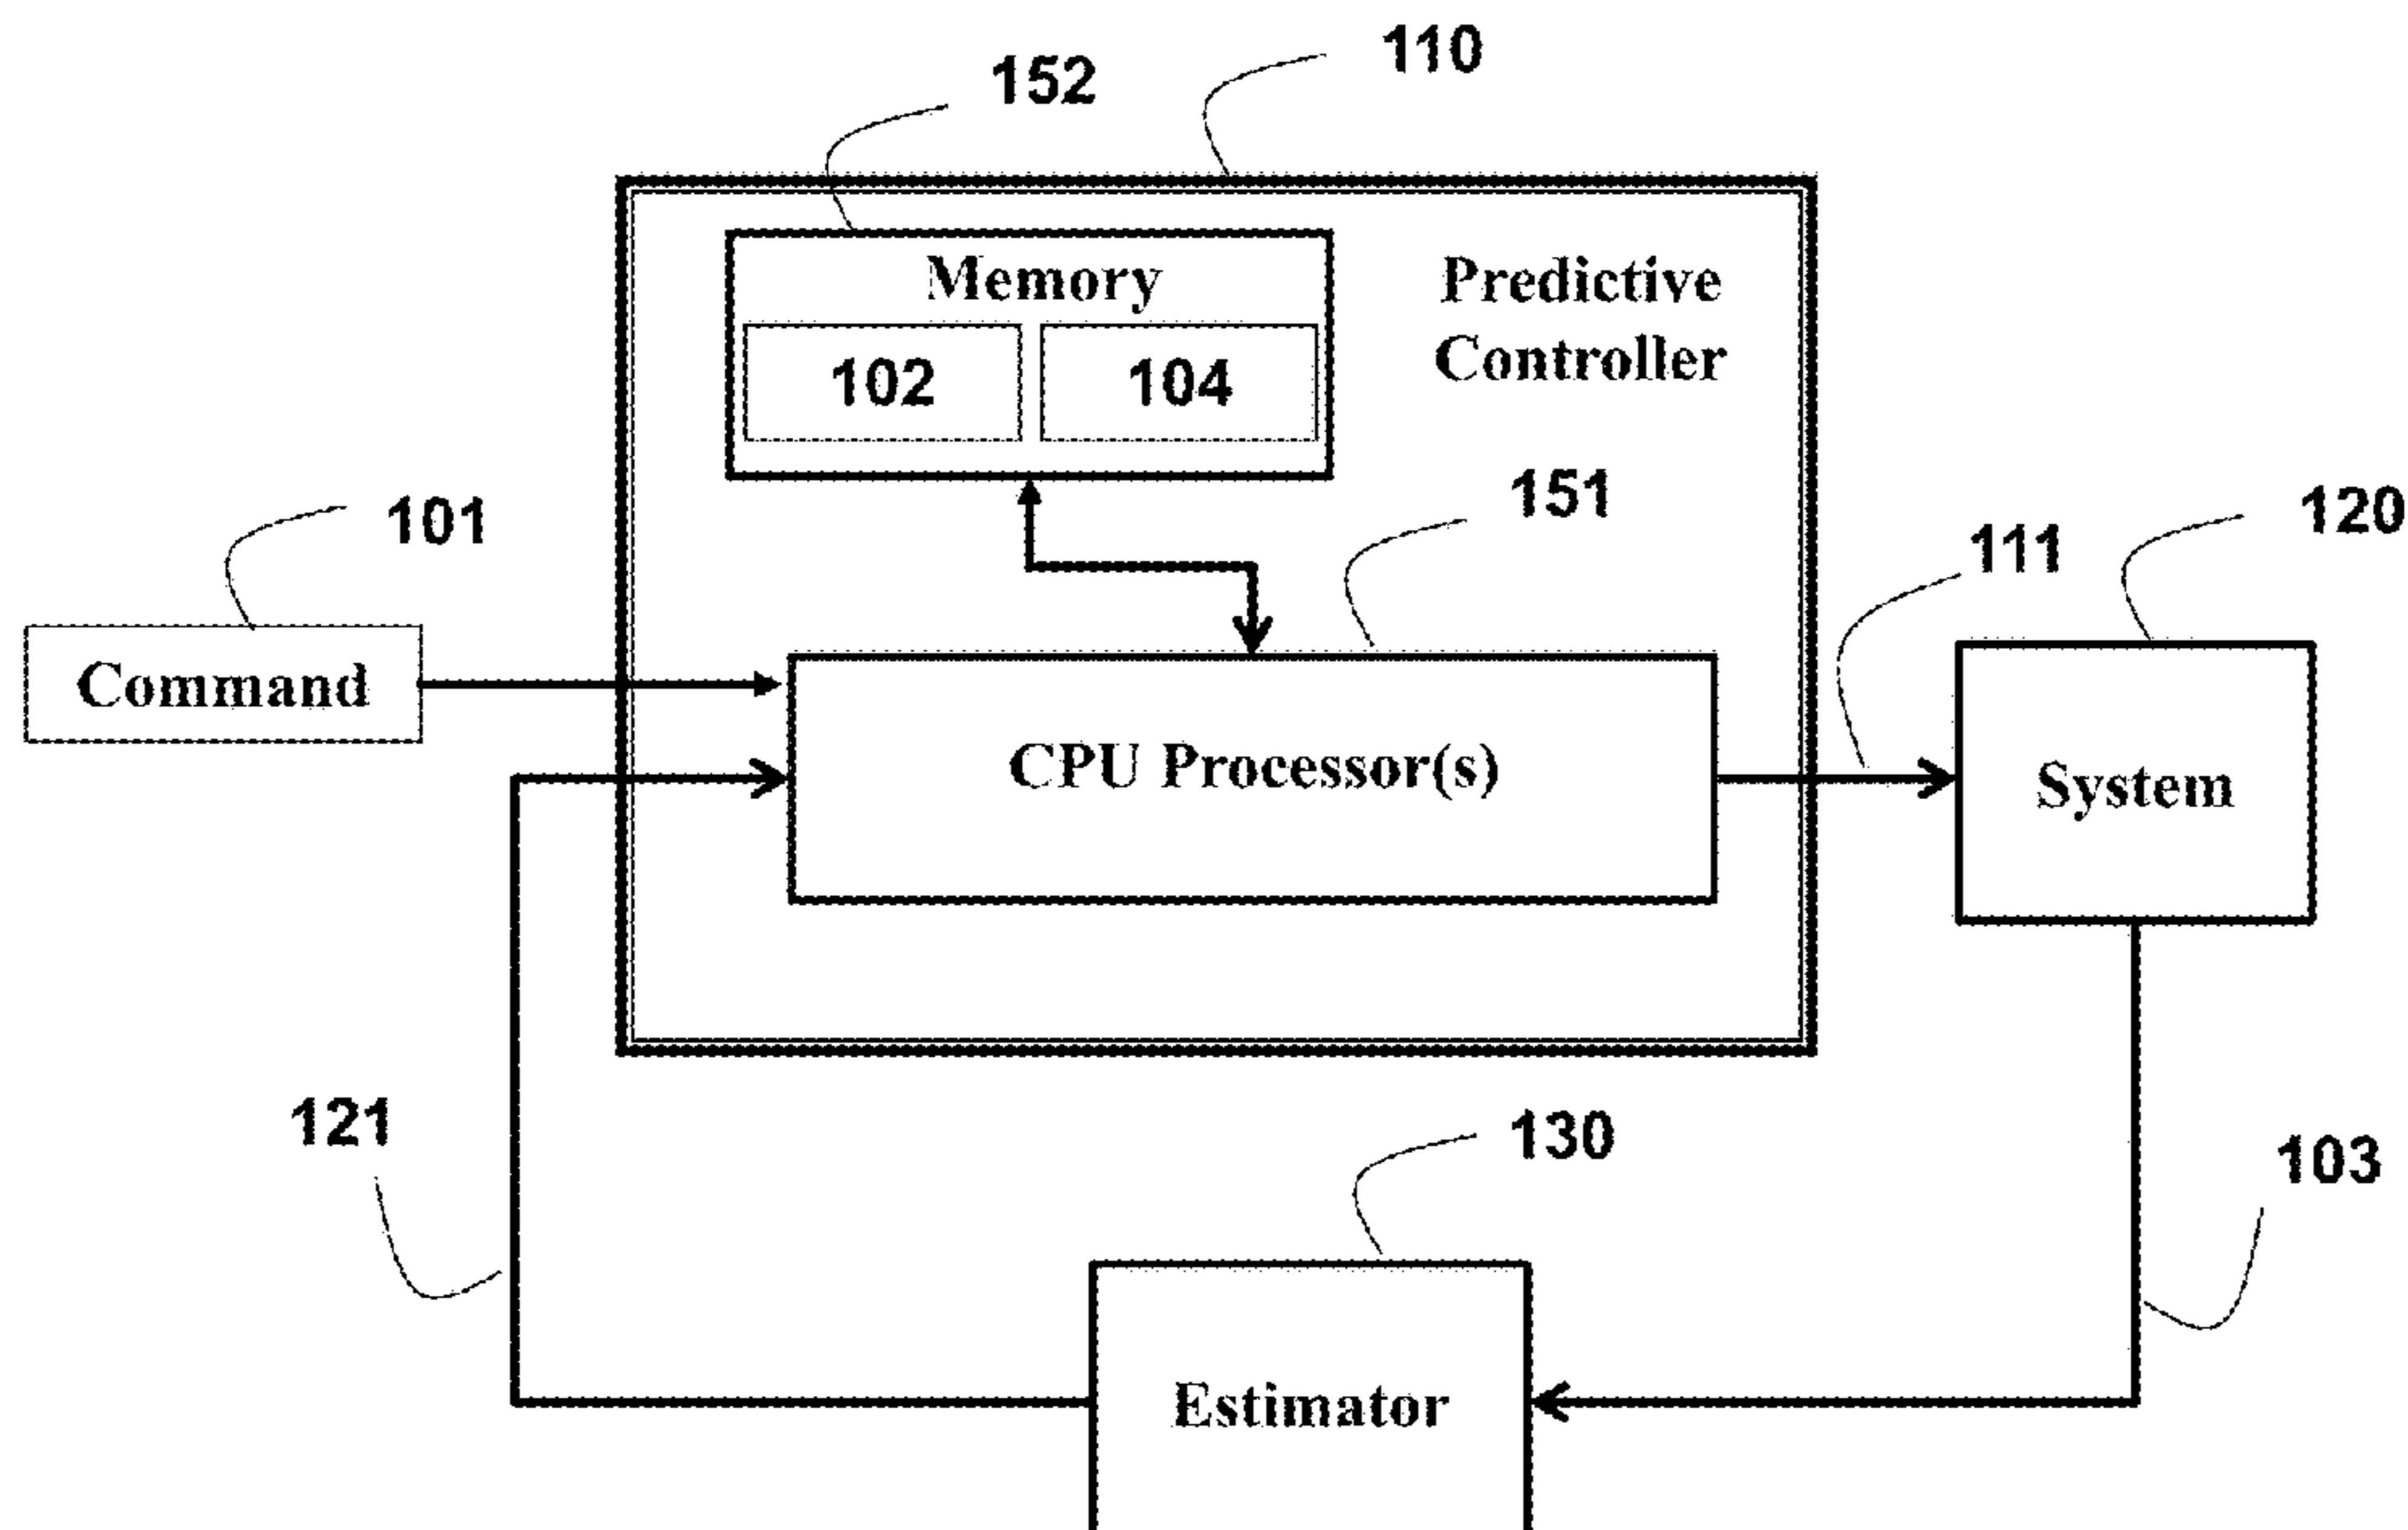 110
152
Memory
Predictive
Controller
102
104
151
101
120
111
Command
CPU Processor(s)
System
121
130
103
Estimator